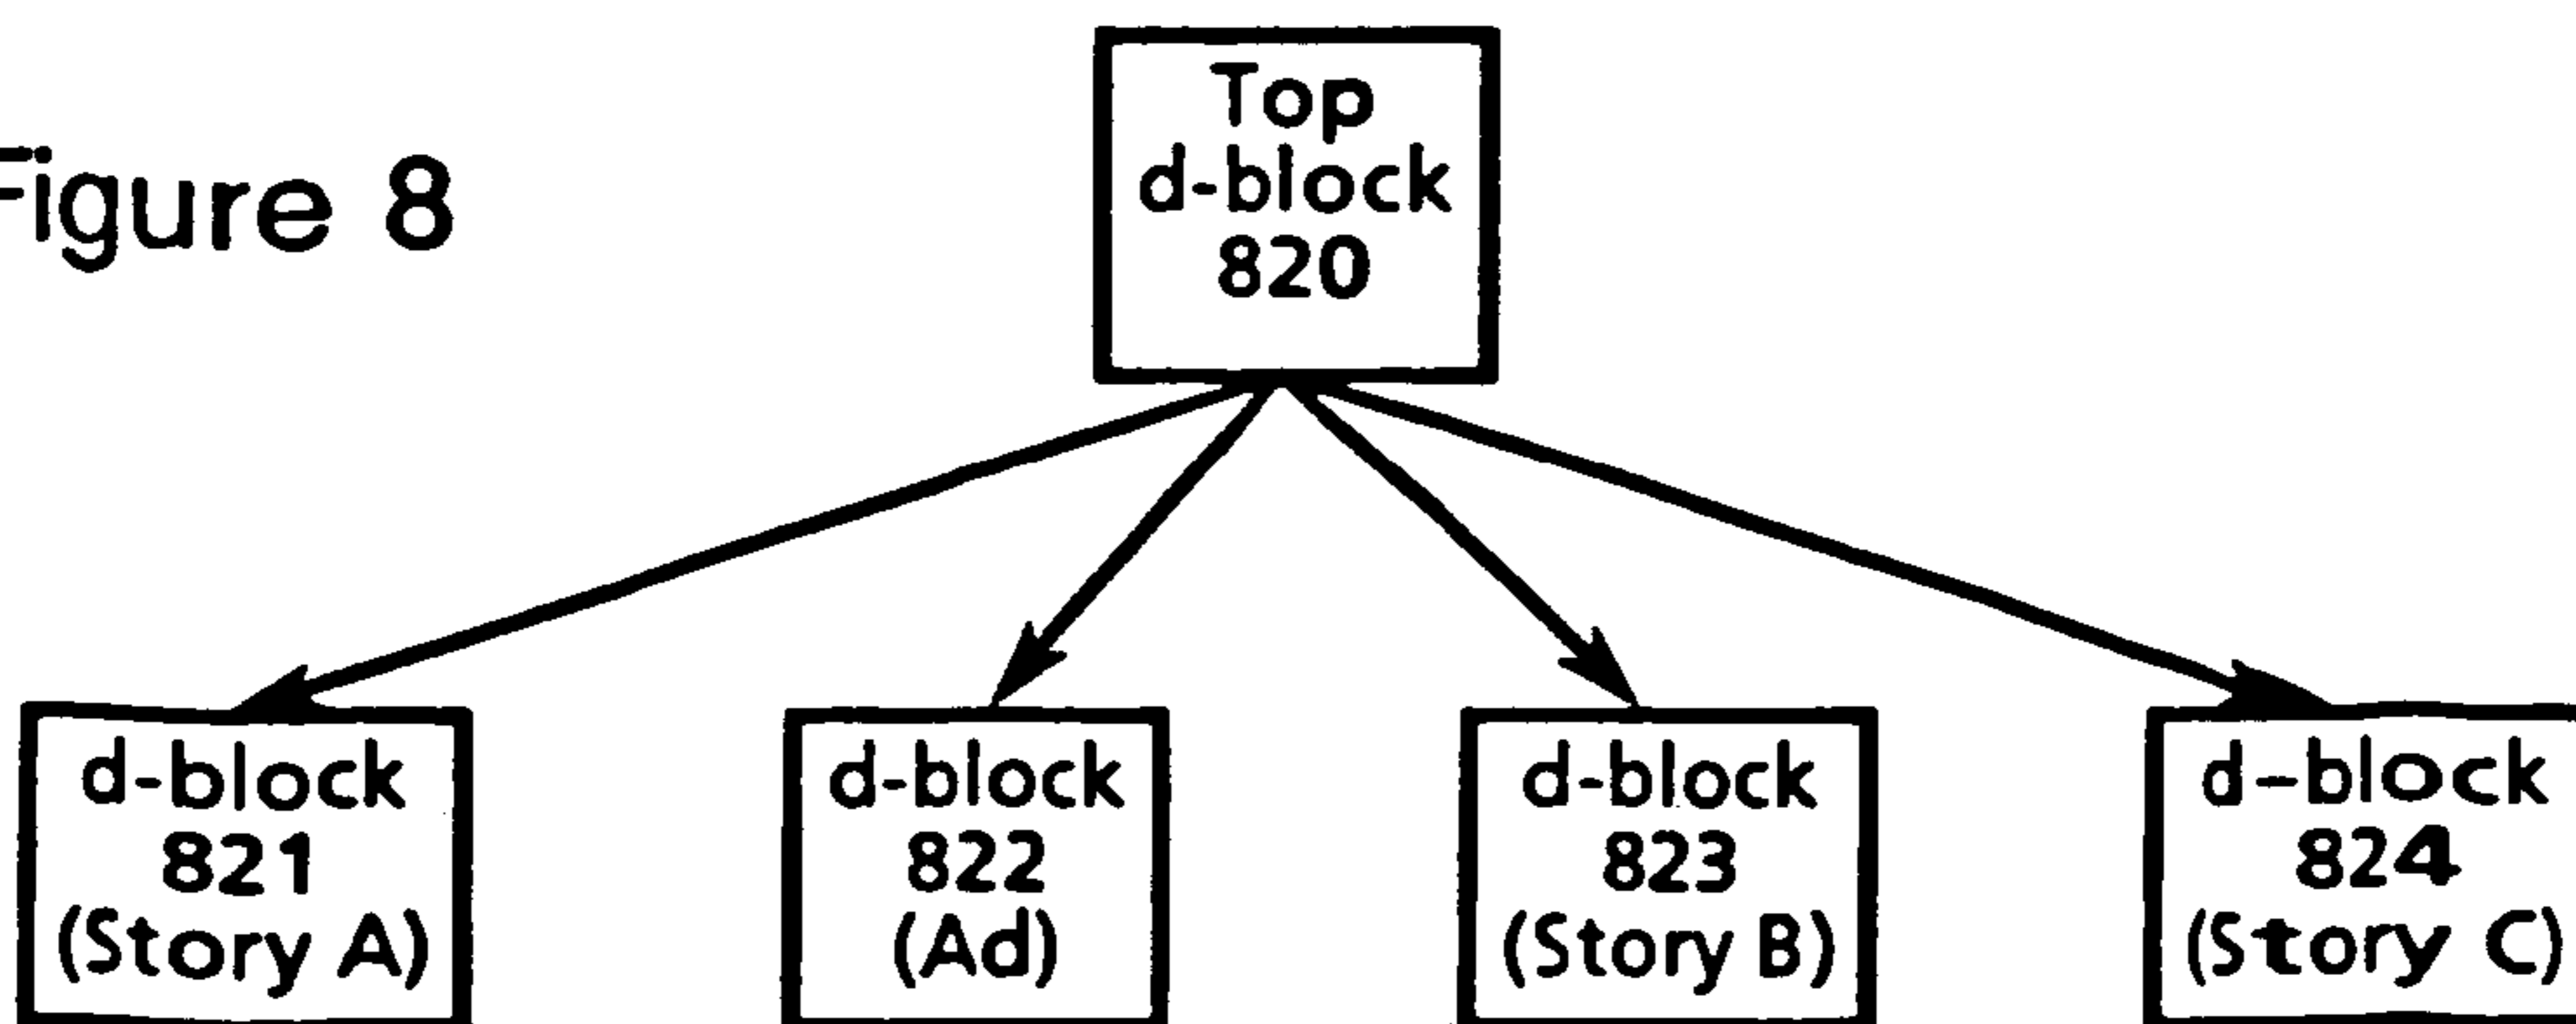 Figure 8
Top
d-block
820
d-block
821
(Story A)
d-block
822
(Ad)
d-block
823
(Story B)
d-block
824
(Story C)